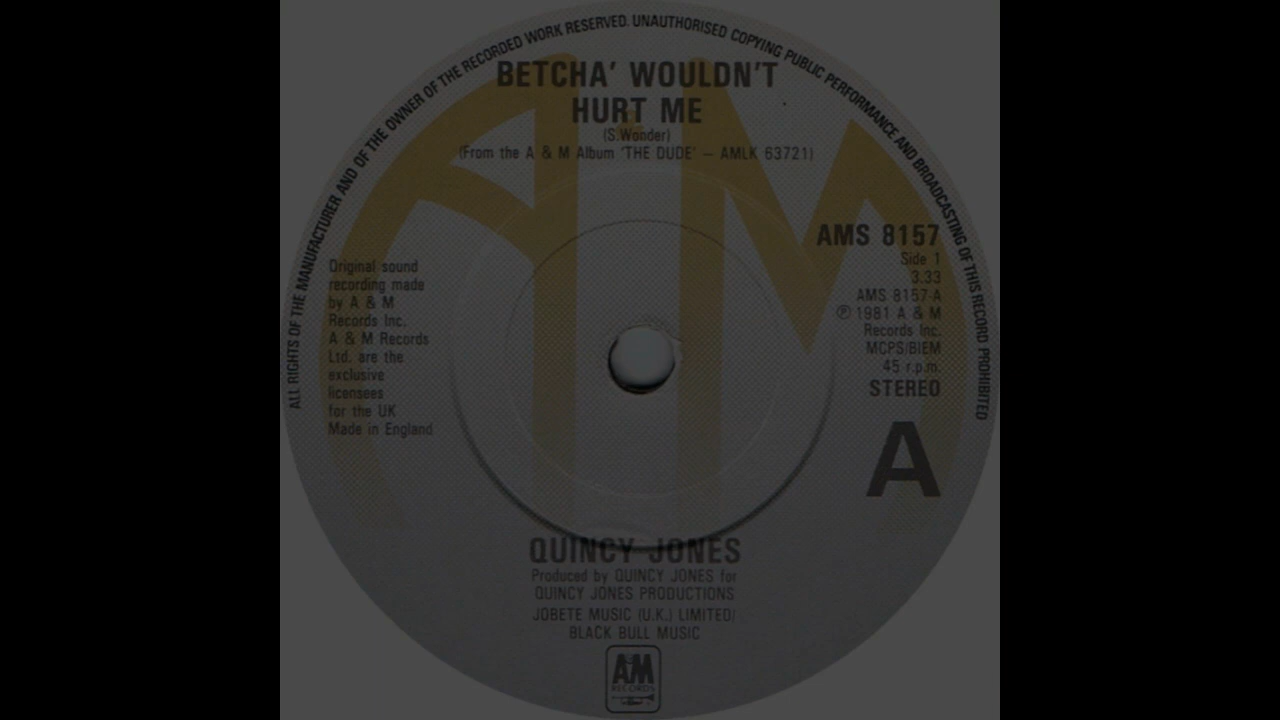 ALL RIGHTS OF THE MANUFACTURER AND OF THE OWNER OF THE RECORDED WORK RESERVED. UNAUTHORISED COPYING PUBLIC PERFORMANCE AND BROADCASTING OF THIS RECORD PROHIBITED
BETCHA' WOULDN'T
HURT ME
(S.Wonder)
(From the A & M Album 'THE DUDE' — AMLK 63721)
AMS 8157
Side 1
3.33
AMS 8157-A
℗ 1981 A & M
Records Inc.
MCPS/BIEM
45 r.p.m.
STEREO
A
Original sound
recording made
by A & M
Records Inc.
A & M Records
Ltd. are the
exclusive
licensees
for the UK
Made in England
QUINCY JONES
Produced by QUINCY JONES for
QUINCY JONES PRODUCTIONS
JOBETE MUSIC (U.K.) LIMITED/
BLACK BULL MUSIC
AM
RECORDS